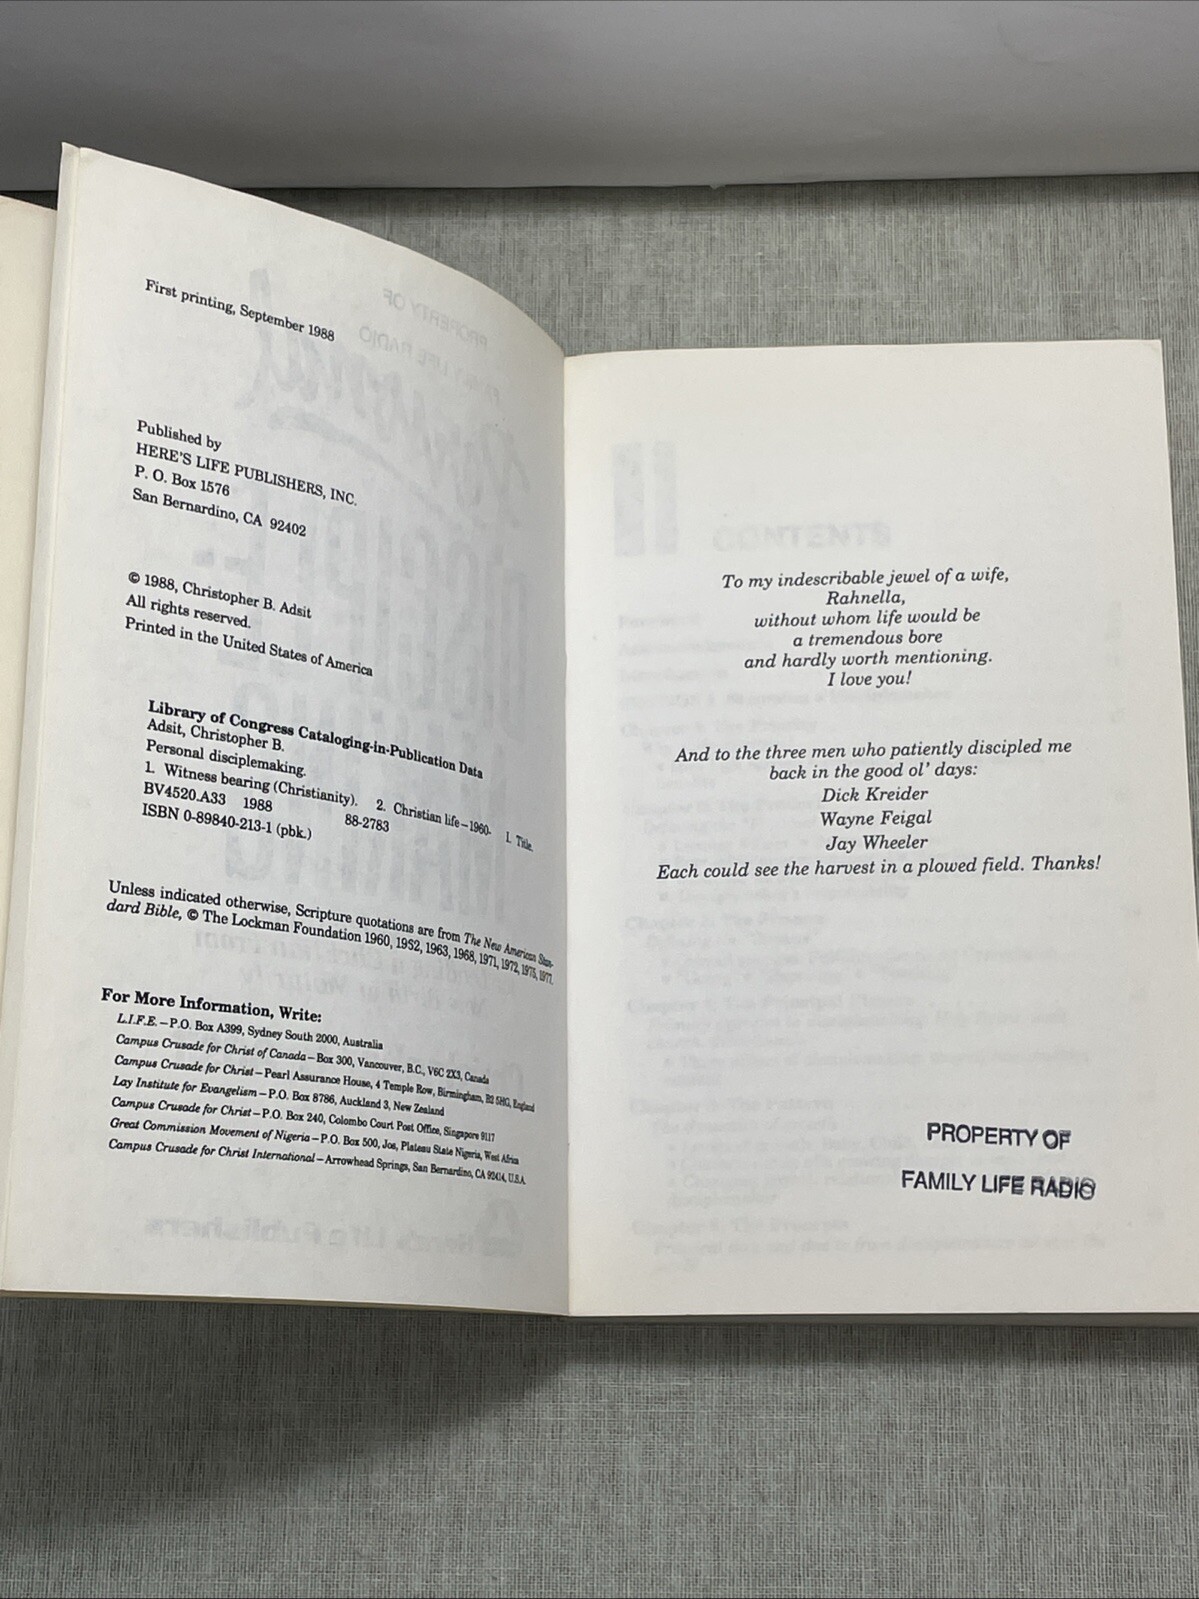 First printing, September 1988
Published by
HERE'S LIFE PUBLISHERS, INC.
P. O. Box 1576
San Bernardino, CA 92402
© 1988, Christopher B. Adsit
All rights reserved.
Printed in the United States of America
Library of Congress Cataloging-in-Publication Data
Adsit, Christopher B.
Personal disciplemaking.
1. Witness bearing (Christianity). 2. Christian life–1960- I. Title.
BV4520.A33 1988 88-2783
ISBN 0-89840-213-1 (pbk.)
Unless indicated otherwise, Scripture quotations are from The New American Stan-
dard Bible, © The Lockman Foundation 1960, 1952, 1963, 1968, 1971, 1972, 1975, 1977.
For More Information, Write:
L.I.F.E.–P.O. Box A399, Sydney South 2000, Australia
Campus Crusade for Christ of Canada–Box 300, Vancouver, B.C., V6C 2X3, Canada
Campus Crusade for Christ–Pearl Assurance House, 4 Temple Row, Birmingham, B2 5HG, England
Lay Institute for Evangelism–P.O. Box 8786, Auckland 3, New Zealand
Campus Crusade for Christ–P.O. Box 240, Colombo Court Post Office, Singapore 9117
Great Commission Movement of Nigeria–P.O. Box 500, Jos, Plateau State Nigeria, West Africa
Campus Crusade for Christ International–Arrowhead Springs, San Bernardino, CA 92414, U.S.A.
To my indescribable jewel of a wife,
Rahnella,
without whom life would be
a tremendous bore
and hardly worth mentioning.
I love you!
And to the three men who patiently discipled me
back in the good ol' days:
Dick Kreider
Wayne Feigal
Jay Wheeler
Each could see the harvest in a plowed field. Thanks!
PROPERTY OF
FAMILY LIFE RADIO